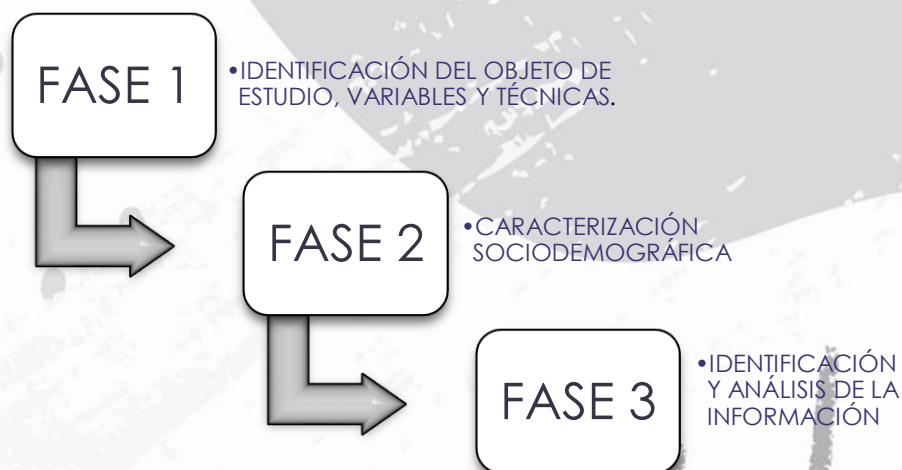 FASE 1
•IDENTIFICACIÓN DEL OBJETO DE
ESTUDIO, VARIABLES Y TÉCNICAS.
FASE 2
•CARACTERIZACIÓN
SOCIODEMOGRÁFICA
FASE 3
•IDENTIFICACIÓN
Y ANÁLISIS DE LA
INFORMACIÓN